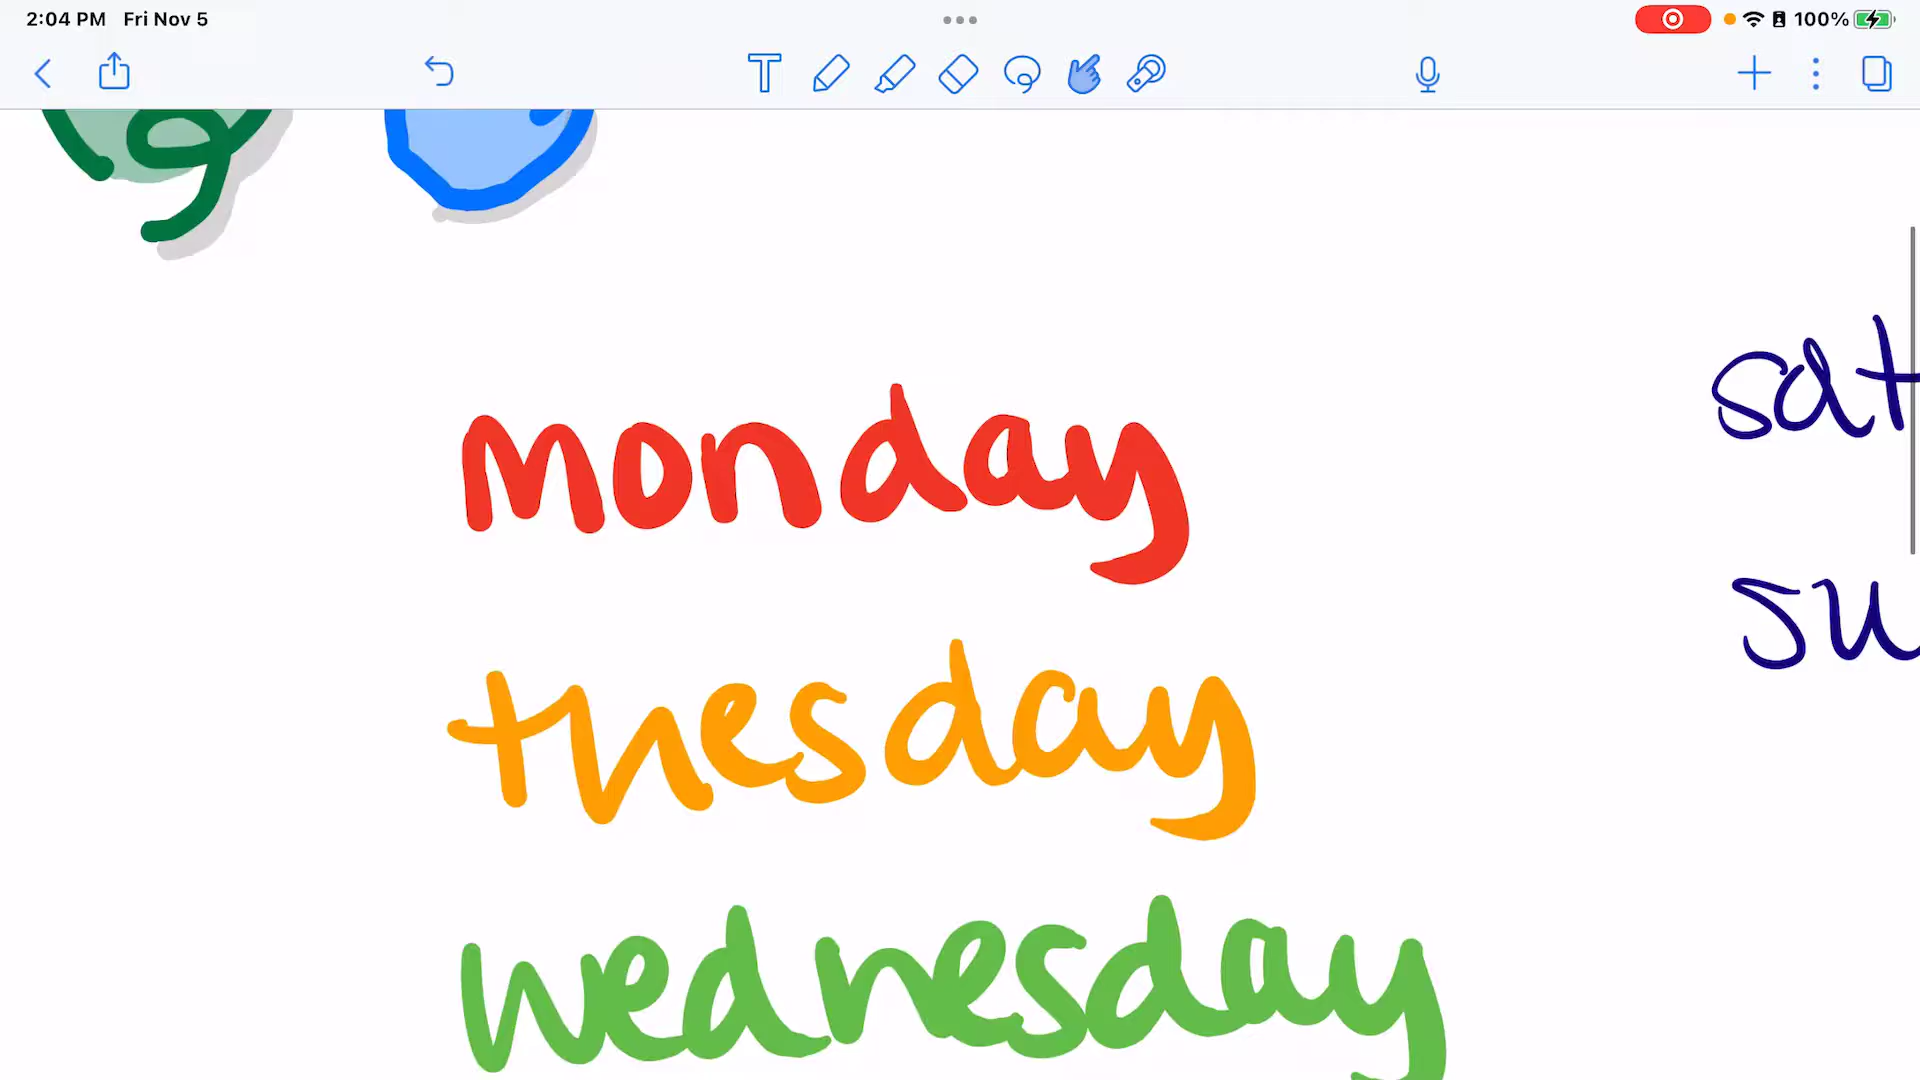 2:04 PM Fri Nov 5
100%
monday
sat
tuesday
su
wednesday